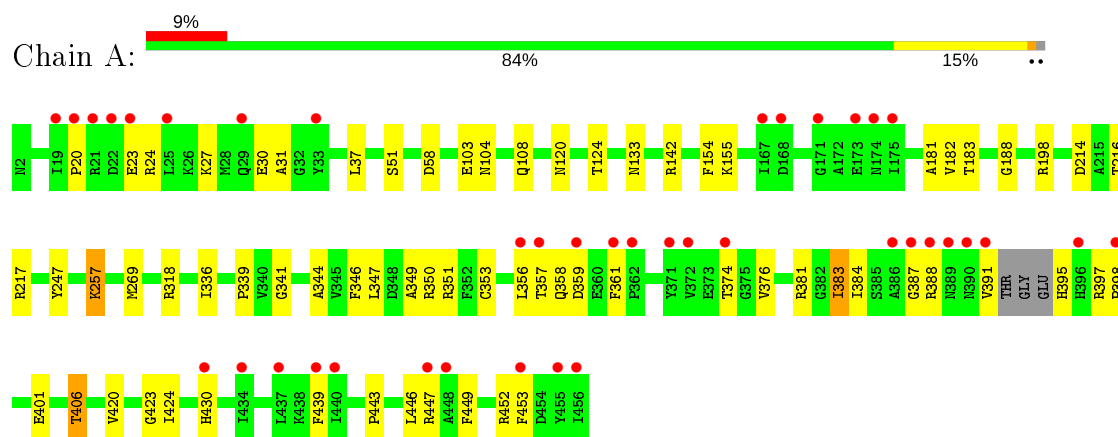 9%
Chain A:
84% 15% ••
N2 I19 P20 R21 D22 E23 R24 L25 K26 K27 M28 Q29 E30 A31 G32 Y33 L37 S51 D58 E103 N104 Q108 N120 T124 N133 R142 F154 K155 I167 D168 G171 A172 E173 N174 I175 A181 V182 T183 G188 R198 D214 A215 T216
R217 Y247 K257 M269 R318 I336 P339 V340 G341 A344 V345 F346 L347 D348 A349 R350 R351 F352 C353 L356 T357 Q358 D359 E360 F361 P362 Y371 V372 E373 T374 G375 V376 R381 G382 I383 I384 S385 A386 G387 R388 N389 N390 V391 THR GLY GLU H395 H396 R397 P398
E401 T406 V420 G423 I424 H430 I434 L437 K438 F439 I440 P443 L446 R447 A448 F449 R452 F453 D454 Y455 I456